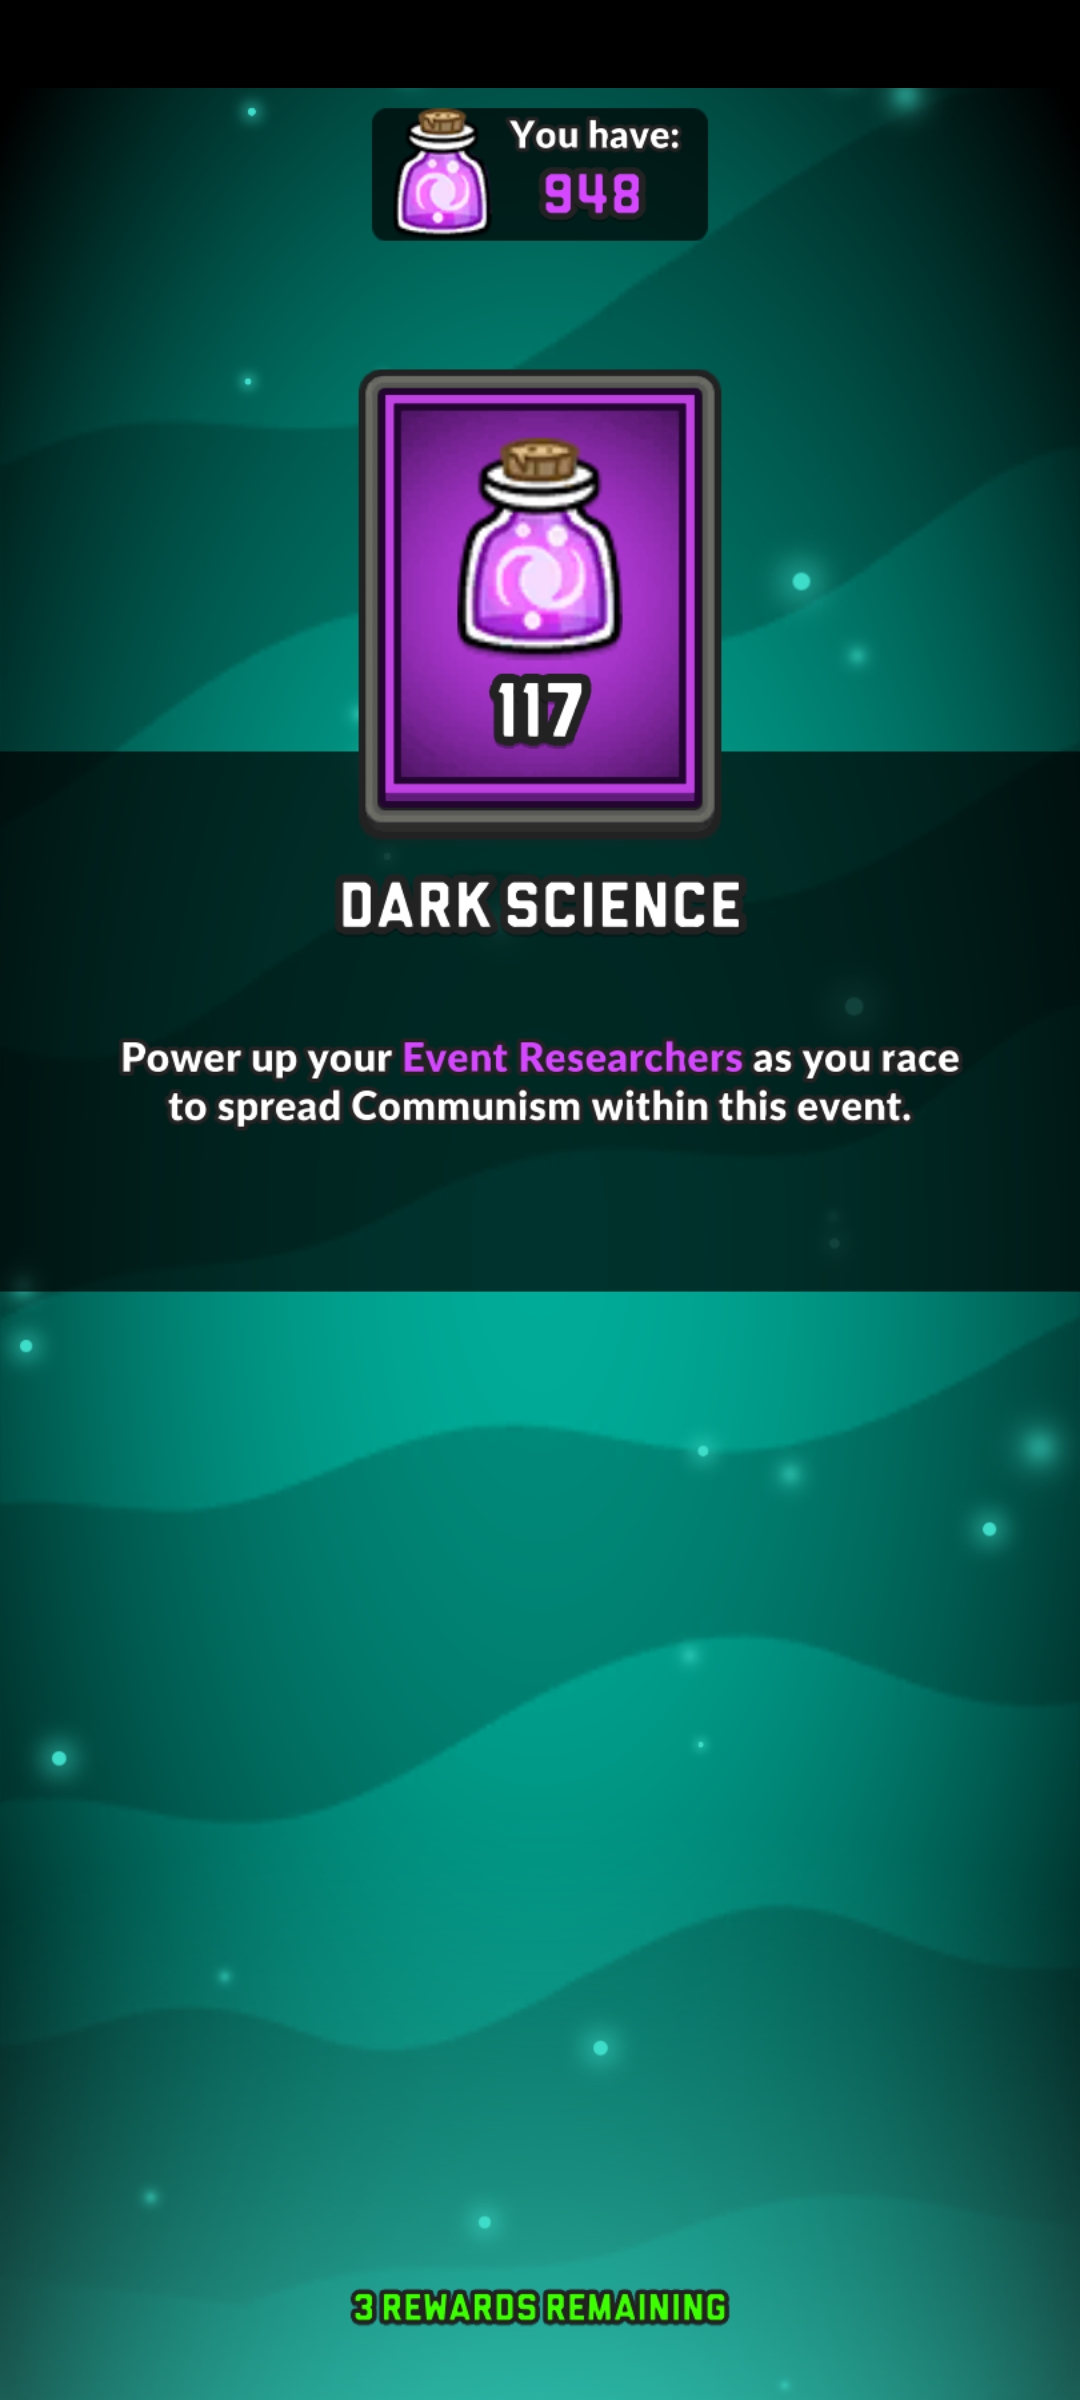 You have:
948
117
DARK SCIENCE
Power up your Event Researchers as you race
to spread Communism within this event.
3 REWARDS REMAINING